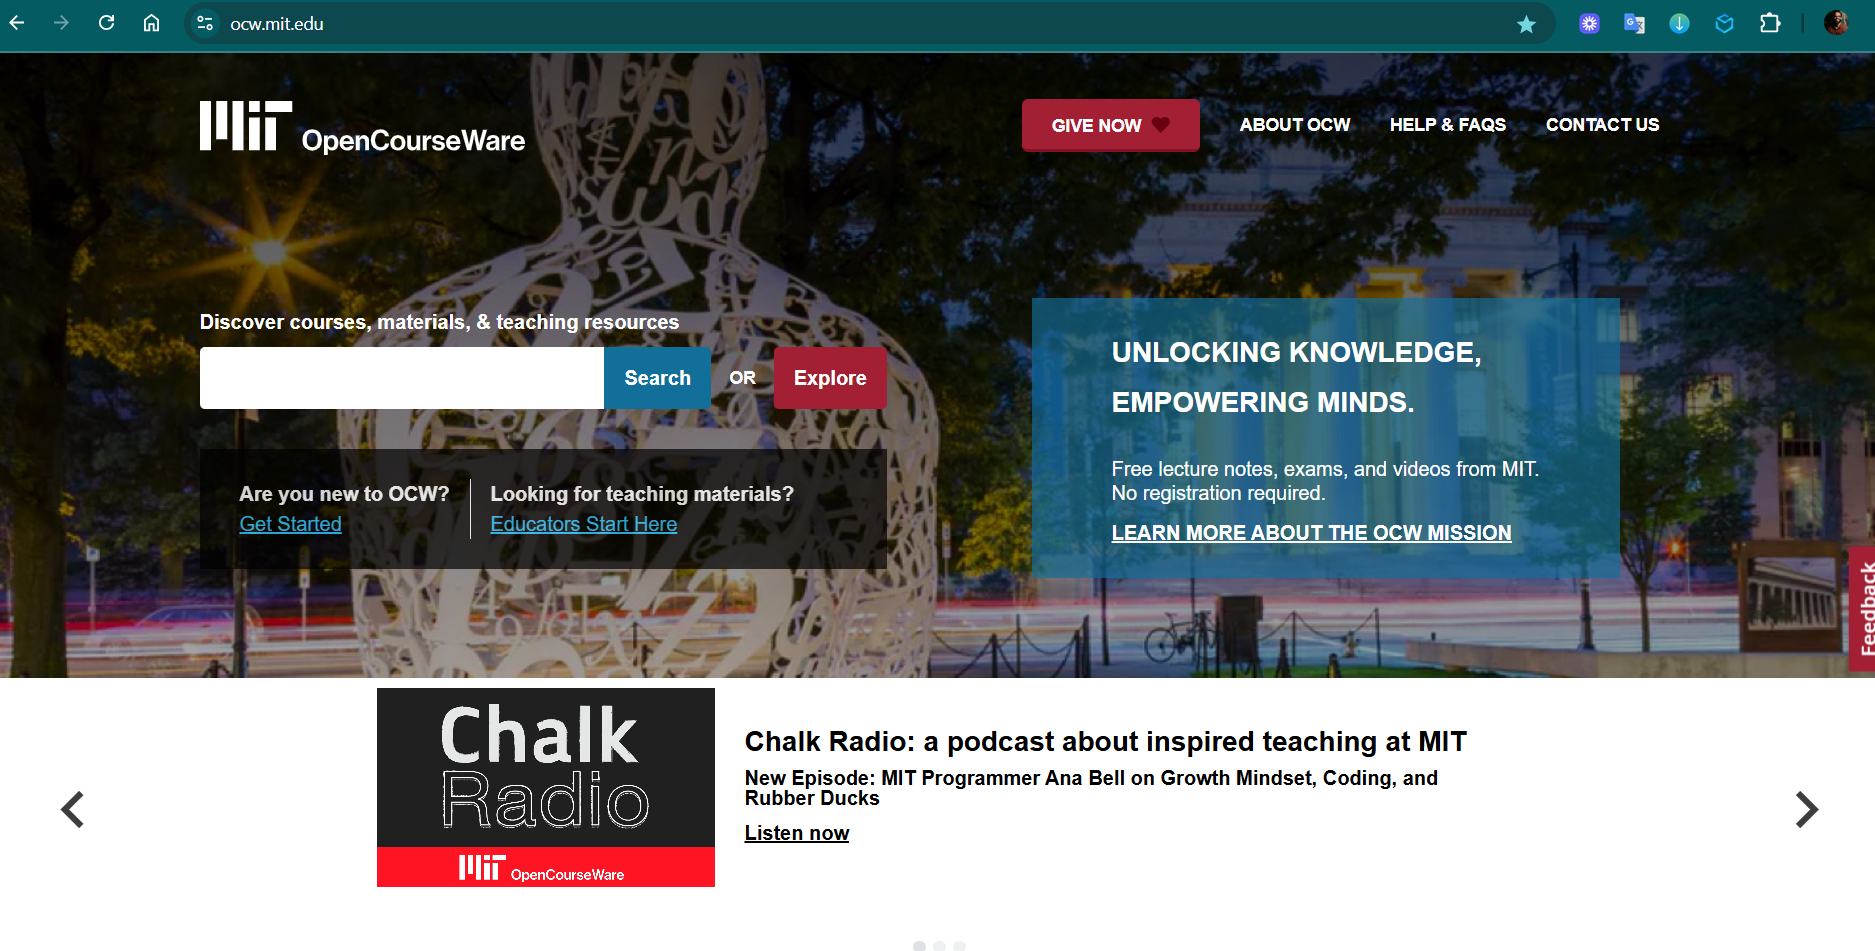 ocw.mit.edu
MIT OpenCourseWare
GIVE NOW
ABOUT OCW
HELP & FAQS
CONTACT US
Discover courses, materials, & teaching resources
Search
OR
Explore
Are you new to OCW?
Get Started
Looking for teaching materials?
Educators Start Here
UNLOCKING KNOWLEDGE,
EMPOWERING MINDS.
Free lecture notes, exams, and videos from MIT.
No registration required.
LEARN MORE ABOUT THE OCW MISSION
Feedback
Chalk
Radio
MIT OpenCourseWare
Chalk Radio: a podcast about inspired teaching at MIT
New Episode: MIT Programmer Ana Bell on Growth Mindset, Coding, and
Rubber Ducks
Listen now